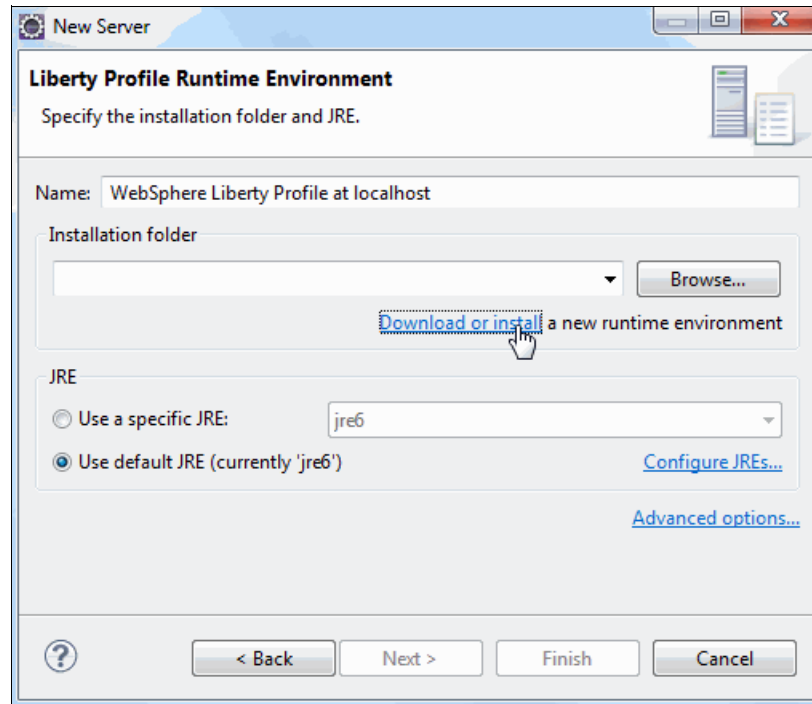 New Server
Liberty Profile Runtime Environment
Specify the installation folder and JRE.
Name: WebSphere Liberty Profile at localhost
Installation folder
Browse...
Download or install a new runtime environment
JRE
Use a specific JRE: jre6
Use default JRE (currently 'jre6') Configure JREs...
Advanced options...
? < Back Next > Finish Cancel